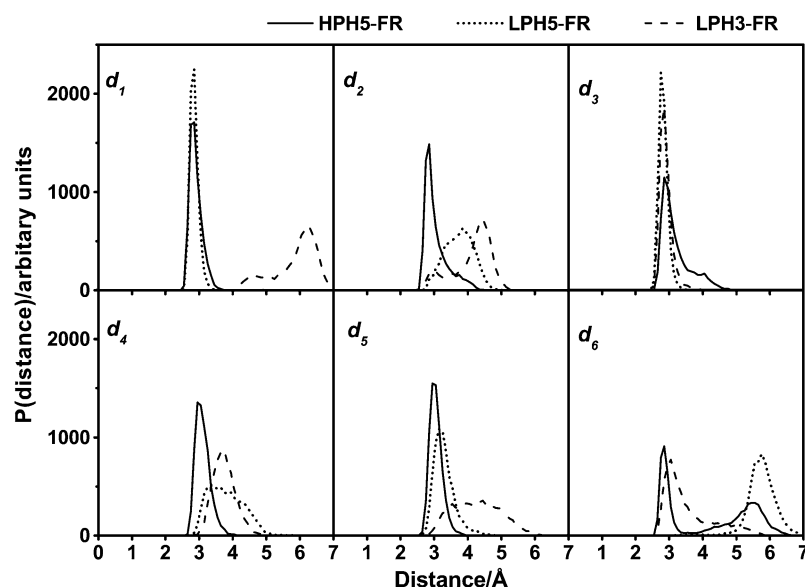 HPH5-FR LPH5-FR LPH3-FR
P(distance)/arbitary units
2000
1000
0
d1
d2
d3
2000
1000
0
d4
d5
d6
0 1 2 3 4 5 6 7 1 2 3 4 5 6 7 1 2 3 4 5 6 7
Distance/Å